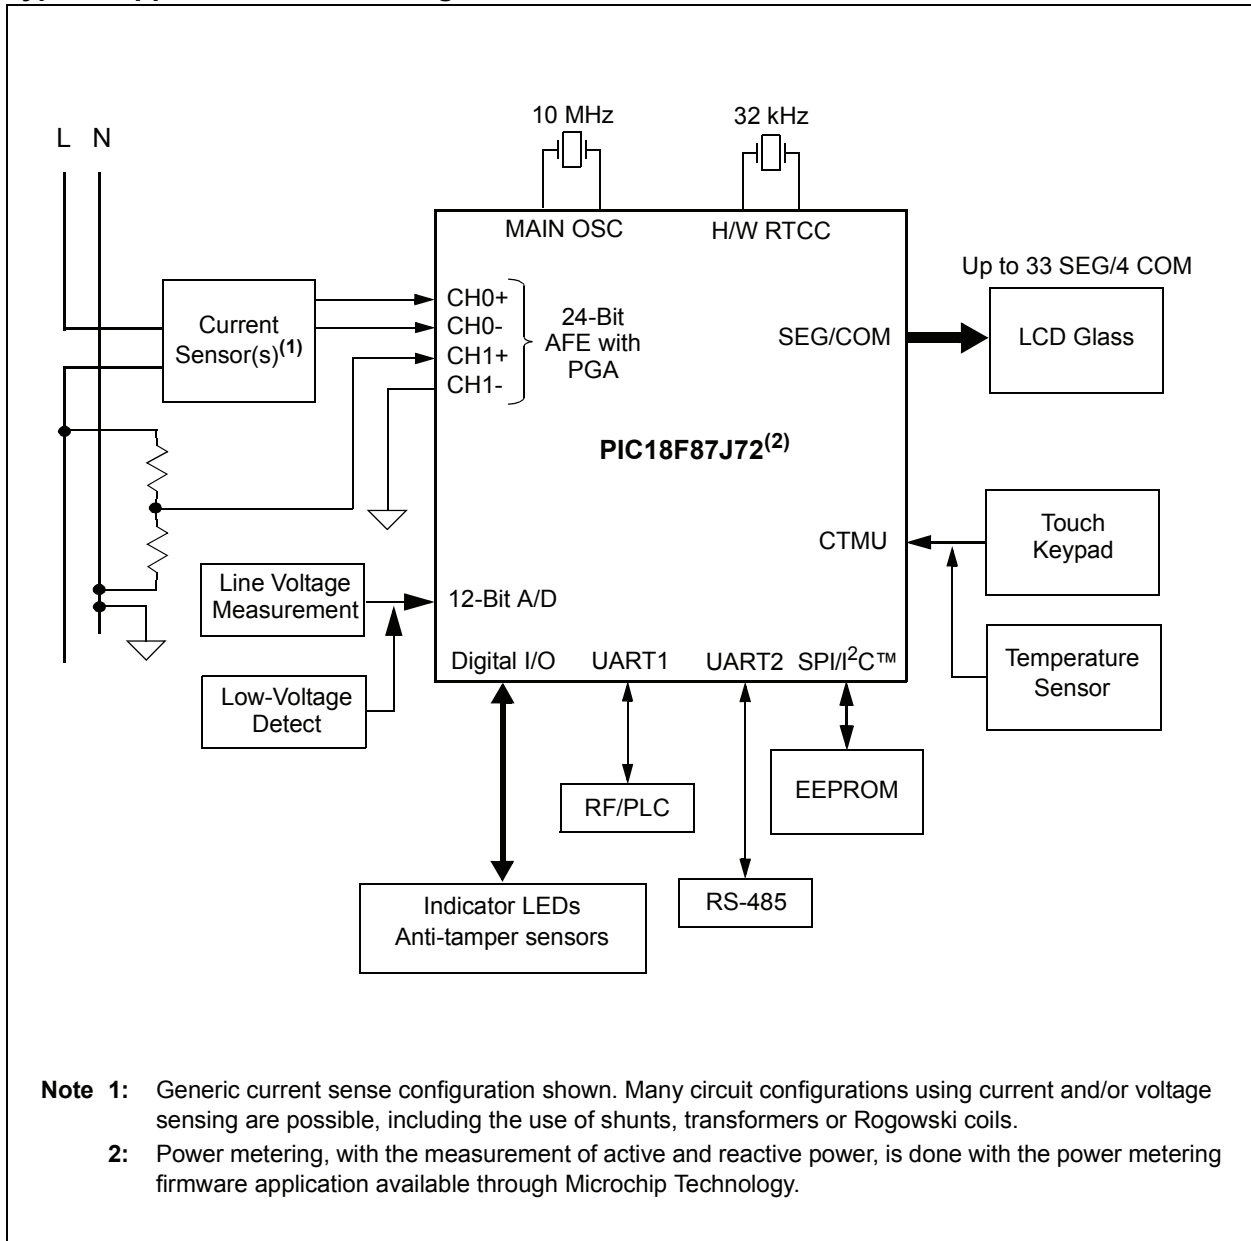 10 MHz
32 kHz
L N
MAIN OSC
H/W RTCC
Up to 33 SEG/4 COM
CH0+
CH0-
CH1+
CH1-
24-Bit
AFE with
PGA
Current
Sensor(s)(1)
SEG/COM
LCD Glass
PIC18F87J72(2)
CTMU
Touch
Keypad
Line Voltage
Measurement
12-Bit A/D
Digital I/O
UART1
UART2
SPI/I2C™
Temperature
Sensor
Low-Voltage
Detect
RF/PLC
EEPROM
RS-485
Indicator LEDs
Anti-tamper sensors
Note 1: Generic current sense configuration shown. Many circuit configurations using current and/or voltage
sensing are possible, including the use of shunts, transformers or Rogowski coils.
2: Power metering, with the measurement of active and reactive power, is done with the power metering
firmware application available through Microchip Technology.